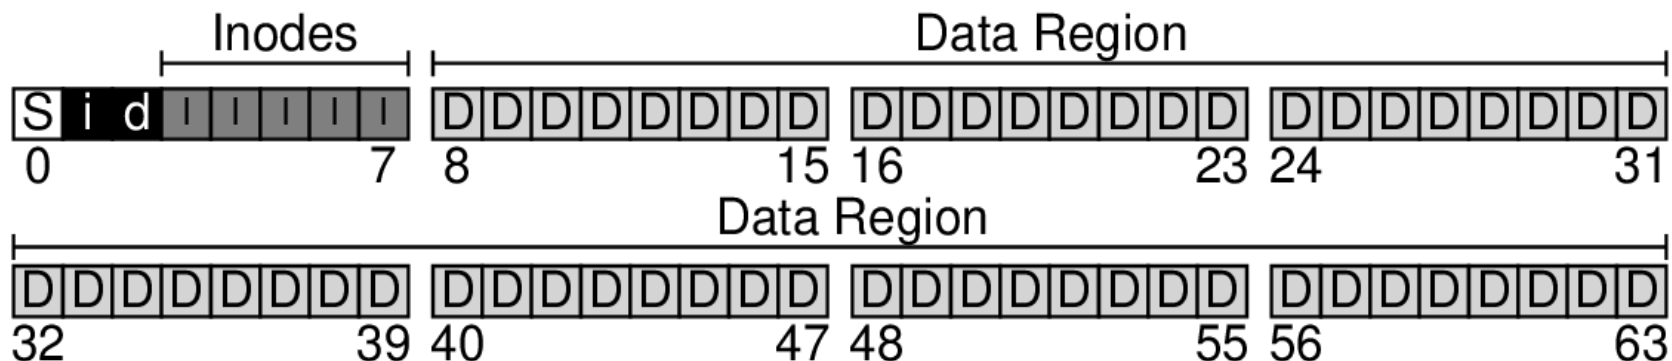 Inodes Data Region
S i d I I I I I D D D D D D D D D D D D D D D D D D D D D D D D
0 7 8 15 16 23 24 31
Data Region
D D D D D D D D D D D D D D D D D D D D D D D D D D D D D D D D
32 39 40 47 48 55 56 63